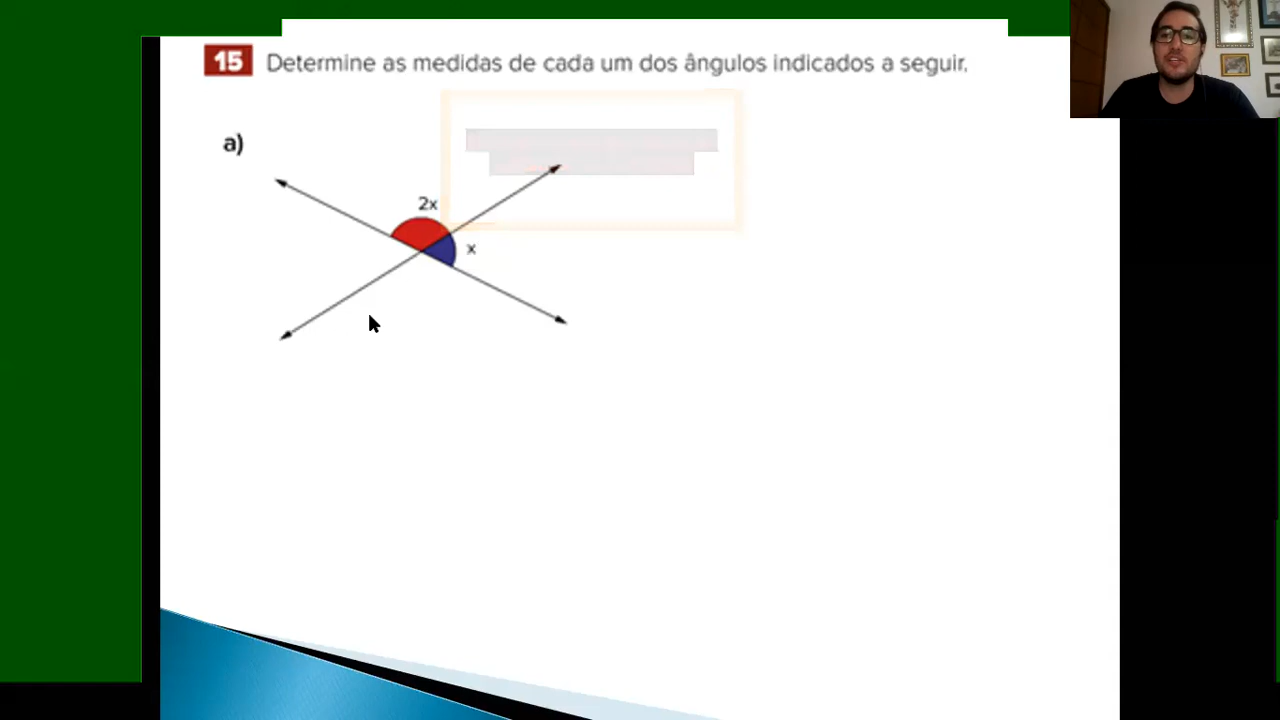 15 Determine as medidas de cada um dos ângulos indicados a seguir.
a)
2x
x